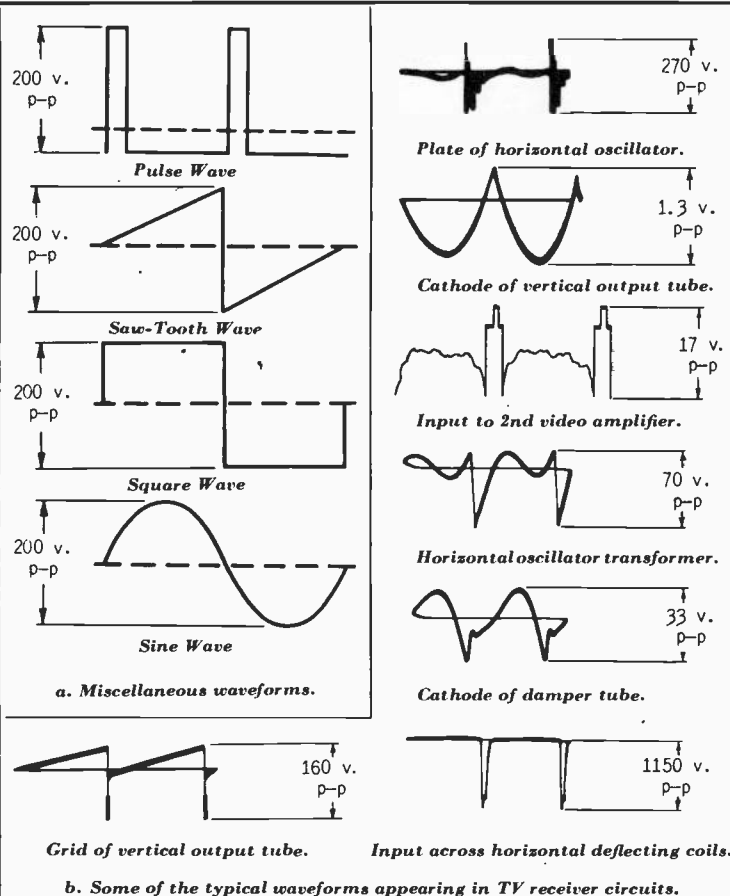 200 v.
p-p
Pulse Wave
200 v.
p-p
Saw-Tooth Wave
200 v.
p-p
Square Wave
200 v.
p-p
Sine Wave
a. Miscellaneous waveforms.
270 v.
p-p
Plate of horizontal oscillator.
1.3 v.
p-p
Cathode of vertical output tube.
17 v.
p-p
Input to 2nd video amplifier.
70 v.
p-p
Horizontal oscillator transformer.
33 v.
p-p
Cathode of damper tube.
160 v.
p-p
Grid of vertical output tube.
1150 v.
p-p
Input across horizontal deflecting coils.
b. Some of the typical waveforms appearing in TV receiver circuits.